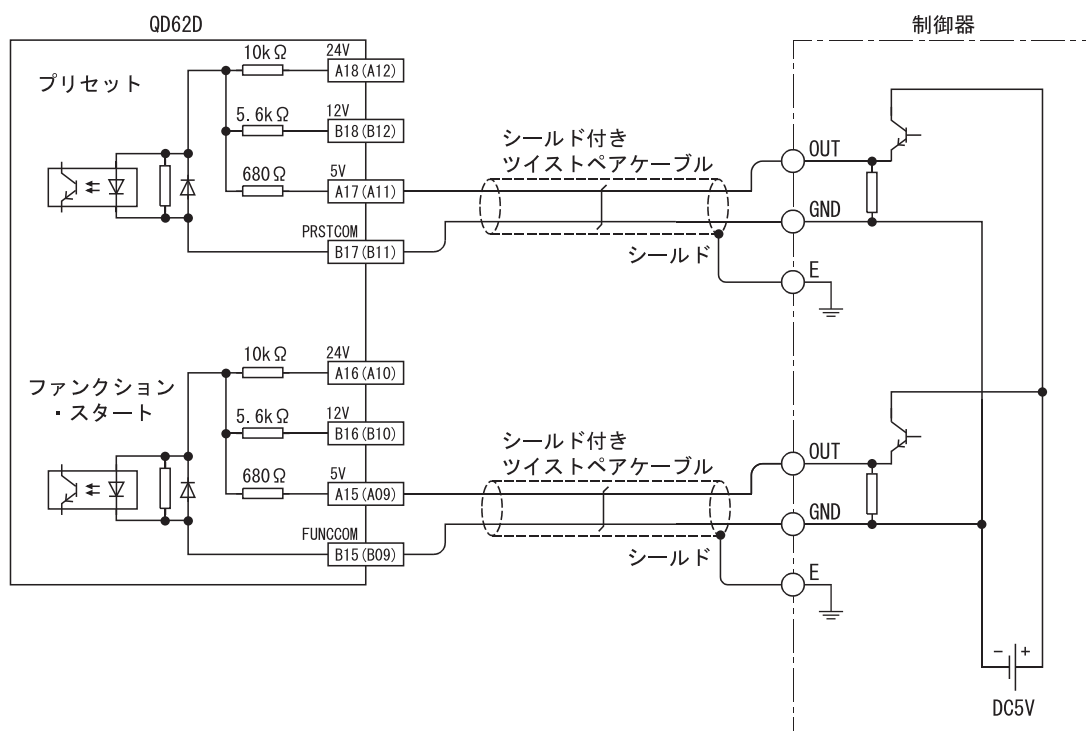 QD62D
制御器
プリセット
10kΩ
24V
A18(A12)
5.6kΩ
12V
B18(B12)
680Ω
5V
A17(A11)
PRSTCOM
B17(B11)
シールド付き
ツイストペアケーブル
シールド
OUT
GND
E
ファンクション
・スタート
10kΩ
24V
A16(A10)
5.6kΩ
12V
B16(B10)
680Ω
5V
A15(A09)
FUNCCOM
B15(B09)
シールド付き
ツイストペアケーブル
シールド
OUT
GND
E
- +
DC5V